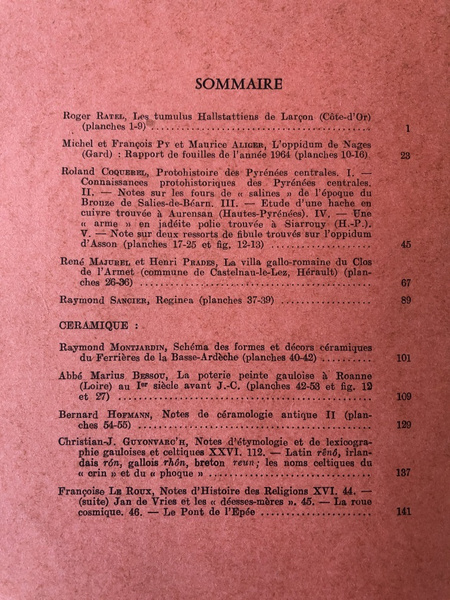 SOMMAIRE
Roger RATEL, Les tumulus Hallstattiens de Larçon (Côte-d'Or)
(planches 1-9) .................................... 1
Michel et François PY et Maurice ALIGER, L'oppidum de Nages
(Gard) : Rapport de fouilles de l'année 1964 (planches 10-16) 23
Roland COQUEREL, Protohistoire des Pyrénées centrales. I. —
Connaissances protohistoriques des Pyrénées centrales.
II. — Notes sur les fours de « salines » de l'époque du
Bronze de Salies-de-Béarn. III. — Etude d'une hache en
cuivre trouvée à Aurensan (Hautes-Pyrénées). IV. — Une
« arme » en jadéite polie trouvée à Siarrouy (H.-P.).
V. — Note sur deux ressorts de fibule trouvés sur l'oppidum
d'Asson (planches 17-25 et fig. 12-13) .................. 45
René MAJUREL et Henri PRADES, La villa gallo-romaine du Clos
de l'Armet (commune de Castelnau-le-Lez, Hérault) (plan-
ches 26-36) ...................................... 67
Raymond SANCIER, Reginea (planches 37-39) ................ 89
CERAMIQUE :
Raymond MONTJARDIN, Schéma des formes et décors céramiques
du Ferrières de la Basse-Ardèche (planches 40-42) .......... 101
Abbé Marius BESSOU, La poterie peinte gauloise à Roanne
(Loire) au Ier siècle avant J.-C. (planches 42-53 et fig. 12
et 27) .......................................... 109
Bernard HOFMANN, Notes de céramologie antique II (plan-
ches 54-55) ...................................... 129
Christian-J. GUYONVARC'H, Notes d'étymologie et de lexicogra-
phie gauloises et celtiques XXVI. 112. — Latin rēnō, irlan-
dais rón, gallois rhôn, breton reun ; les noms celtiques du
« crin » et du « phoque » .......................... 137
Françoise LE ROUX, Notes d'Histoire des Religions XVI. 44. —
(suite) Jan de Vries et les « déesses-mères ». 45. — La roue
cosmique. 46. — Le Pont de l'Epée .................... 141